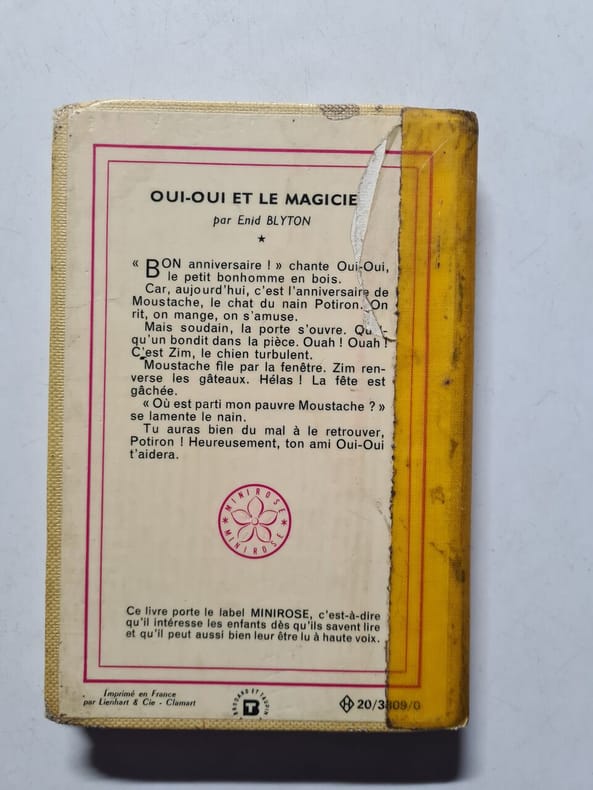 OUI-OUI ET LE MAGICIE
par Enid BLYTON
★
« BON anniversaire ! » chante Oui-Oui,
le petit bonhomme en bois.
Car, aujourd'hui, c'est l'anniversaire de
Moustache, le chat du nain Potiron. On
rit, on mange, on s'amuse.
Mais soudain, la porte s'ouvre. Qu -
qu'un bondit dans la pièce. Ouah ! Ouah !
C'est Zim, le chien turbulent.
Moustache file par la fenêtre. Zim ren-
verse les gâteaux. Hélas ! La fête est
gâchée.
« Où est parti mon pauvre Moustache ? »
se lamente le nain.
Tu auras bien du mal à le retrouver,
Potiron ! Heureusement, ton ami Oui-Oui
t'aidera.
MINIROSE ★ MINIROSE ★
Ce livre porte le label MINIROSE, c'est-à-dire
qu'il intéresse les enfants dès qu'ils savent lire
et qu'il peut aussi bien leur être lu à haute voix.
Imprimé en France
par Lienhart & Cie - Clamart
BRODARD ET TAUPIN
H 20/3809/0